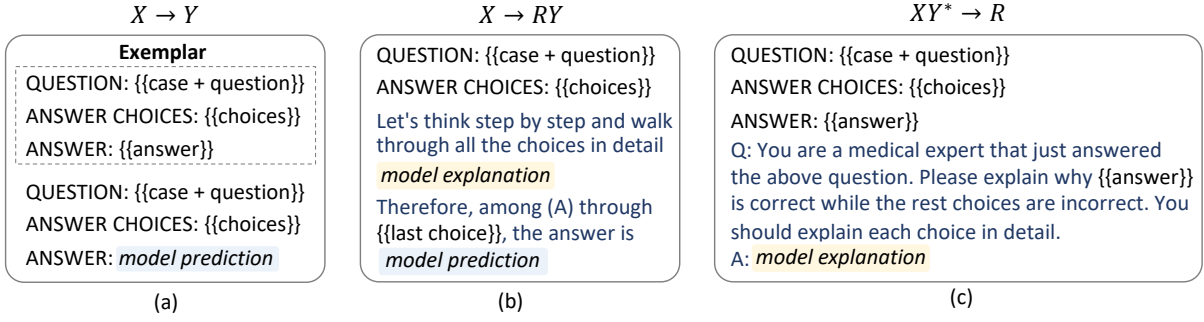 X → Y
Exemplar
QUESTION: {{case + question}}
ANSWER CHOICES: {{choices}}
ANSWER: {{answer}}
QUESTION: {{case + question}}
ANSWER CHOICES: {{choices}}
ANSWER: model prediction
(a)
X → RY
QUESTION: {{case + question}}
ANSWER CHOICES: {{choices}}
Let's think step by step and walk
through all the choices in detail
model explanation
Therefore, among (A) through
{{last choice}}, the answer is
model prediction
(b)
XY* → R
QUESTION: {{case + question}}
ANSWER CHOICES: {{choices}}
ANSWER: {{answer}}
Q: You are a medical expert that just answered
the above question. Please explain why {{answer}}
is correct while the rest choices are incorrect. You
should explain each choice in detail.
A: model explanation
(c)